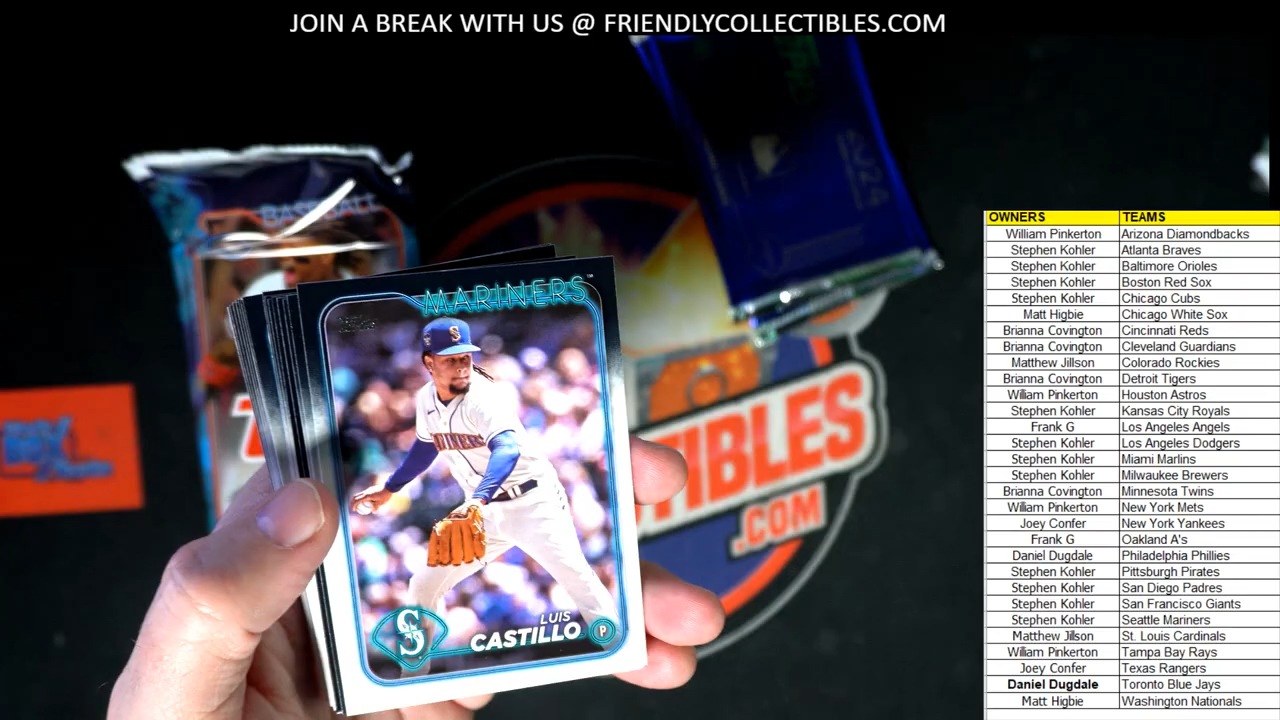 JOIN A BREAK WITH US @ FRIENDLYCOLLECTIBLES.COM
BASEBALL
MARINERS
S
LUIS
CASTILLO P
TIBLES
.COM
OWNERS TEAMS
William Pinkerton Arizona Diamondbacks
Stephen Kohler Atlanta Braves
Stephen Kohler Baltimore Orioles
Stephen Kohler Boston Red Sox
Stephen Kohler Chicago Cubs
Matt Higbie Chicago White Sox
Brianna Covington Cincinnati Reds
Brianna Covington Cleveland Guardians
Matthew Jillson Colorado Rockies
Brianna Covington Detroit Tigers
William Pinkerton Houston Astros
Stephen Kohler Kansas City Royals
Frank G Los Angeles Angels
Stephen Kohler Los Angeles Dodgers
Stephen Kohler Miami Marlins
Stephen Kohler Milwaukee Brewers
Brianna Covington Minnesota Twins
William Pinkerton New York Mets
Joey Confer New York Yankees
Frank G Oakland A's
Daniel Dugdale Philadelphia Phillies
Stephen Kohler Pittsburgh Pirates
Stephen Kohler San Diego Padres
Stephen Kohler San Francisco Giants
Stephen Kohler Seattle Mariners
Matthew Jillson St. Louis Cardinals
William Pinkerton Tampa Bay Rays
Joey Confer Texas Rangers
Daniel Dugdale Toronto Blue Jays
Matt Higbie Washington Nationals